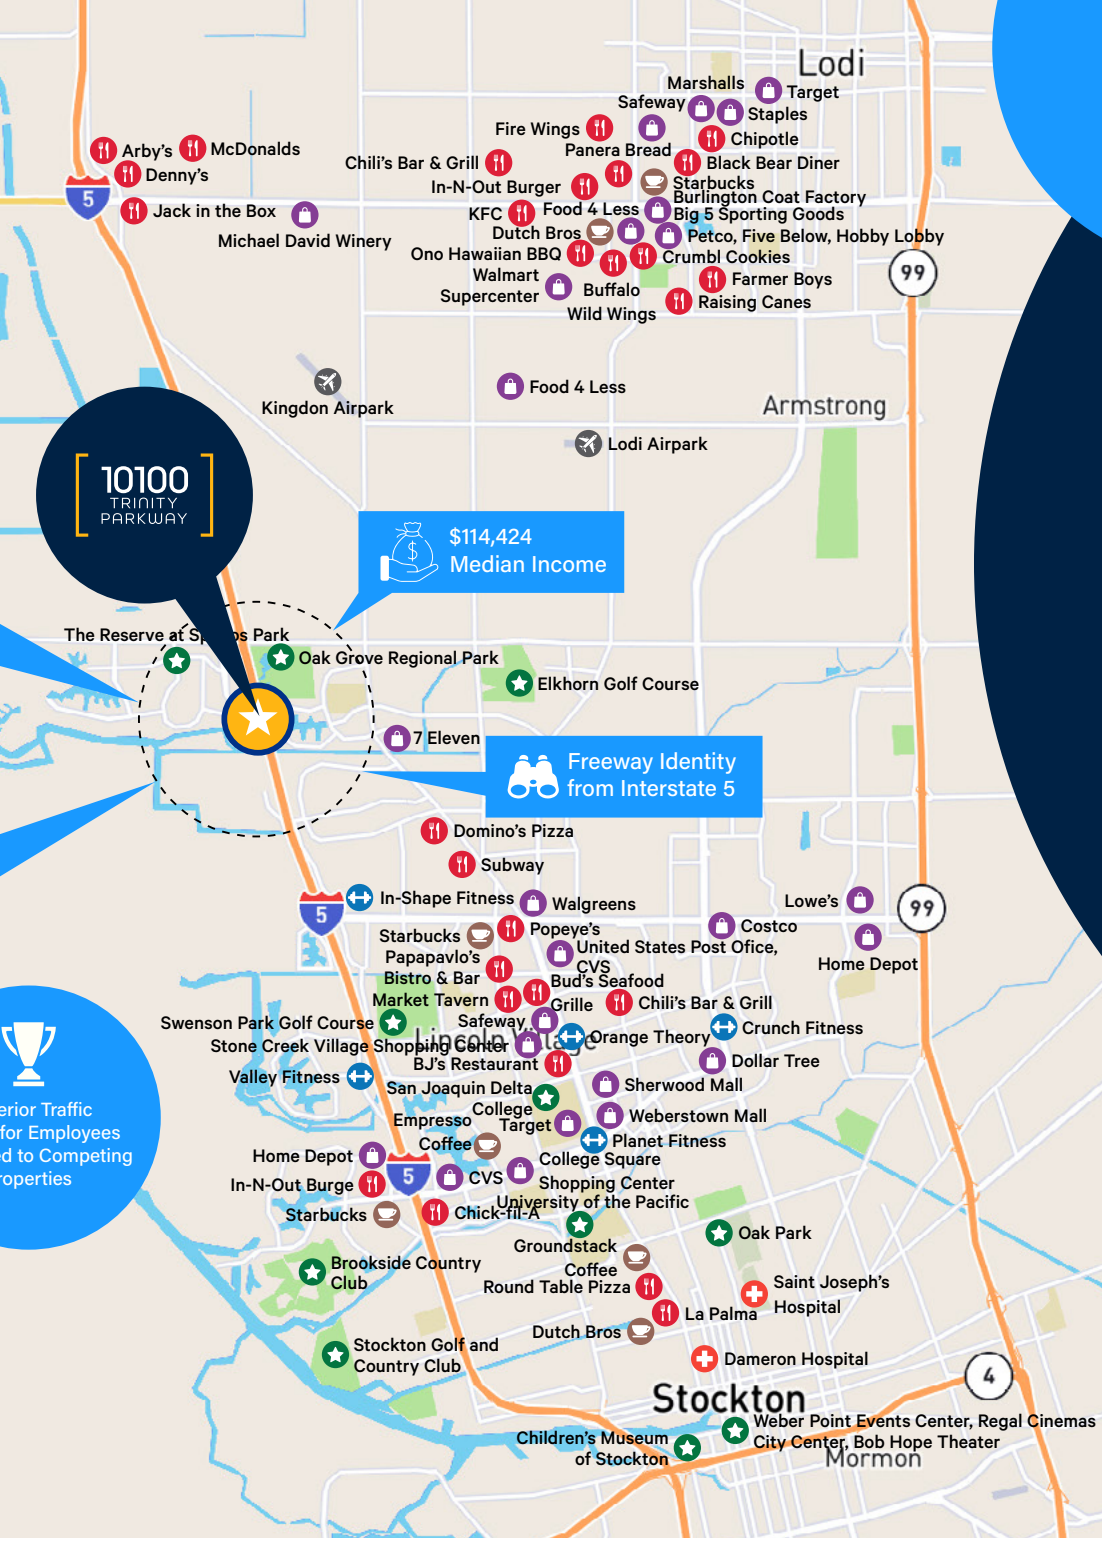 Lodi
Marshalls
Target
Safeway
Staples
Fire Wings
Chipotle
Panera Bread
Arby's
McDonalds
Chili's Bar & Grill
Black Bear Diner
Denny's
In-N-Out Burger
Starbucks
Burlington Coat Factory
5
Jack in the Box
KFC
Food 4 Less
Big 5 Sporting Goods
Michael David Winery
Dutch Bros
Petco, Five Below, Hobby Lobby
Ono Hawaiian BBQ
Crumbl Cookies
99
Walmart
Supercenter
Farmer Boys
Buffalo
Wild Wings
Raising Canes
Kingdon Airpark
Food 4 Less
Armstrong
Lodi Airpark
10100
TRINITY
PARKWAY
$114,424
Median Income
The Reserve at Sp os Park
Oak Grove Regional Park
Elkhorn Golf Course
7 Eleven
Freeway Identity
from Interstate 5
Domino's Pizza
Subway
5
In-Shape Fitness
Walgreens
Lowe's
99
Starbucks
Popeye's
Costco
Papapavlo's
Bistro & Bar
United States Post Ofice,
CVS
Home Depot
Bud's Seafood
Grille
Market Tavern
Chili's Bar & Grill
Swenson Park Golf Course
Safeway
Orange Theory
Crunch Fitness
Lincoln Village
Stone Creek Village Shopping Center
BJ's Restaurant
Dollar Tree
Valley Fitness
San Joaquin Delta
College
Sherwood Mall
erior Traffic
for Employees
ed to Competing
roperties
Empresso
Coffee
Target
Weberstown Mall
Planet Fitness
Home Depot
5
College Square
Shopping Center
CVS
In-N-Out Burge
University of the Pacific
Starbucks
Chick-fil-A
Oak Park
Groundstack
Coffee
Brookside Country
Club
Round Table Pizza
Saint Joseph's
Hospital
La Palma
Dutch Bros
Stockton Golf and
Country Club
Dameron Hospital
4
Stockton
Weber Point Events Center, Regal Cinemas
City Center, Bob Hope Theater
Children's Museum
of Stockton
Mormon